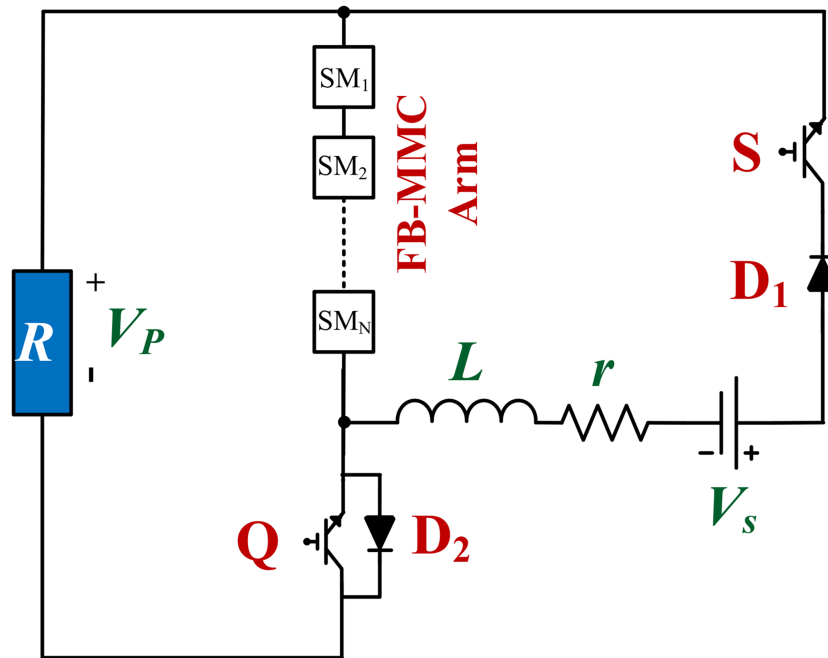 SM₁
SM₂
SMN
FB-MMC
Arm
S
D₁
+
R
VP
-
L
r
-
+
Vs
Q
D₂